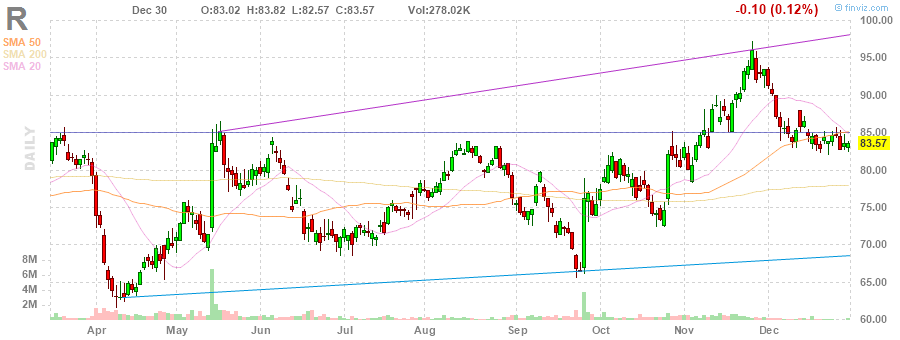 R
Dec 30 O:83.02 H:83.82 L:82.57 C:83.57 Vol:278.02K
-0.10 (0.12%)
© finviz.com
SMA 50
SMA 200
SMA 20
DAILY
100.00
95.00
90.00
85.00
83.57
80.00
75.00
70.00
65.00
60.00
8M
6M
4M
2M
Apr May Jun Jul Aug Sep Oct Nov Dec